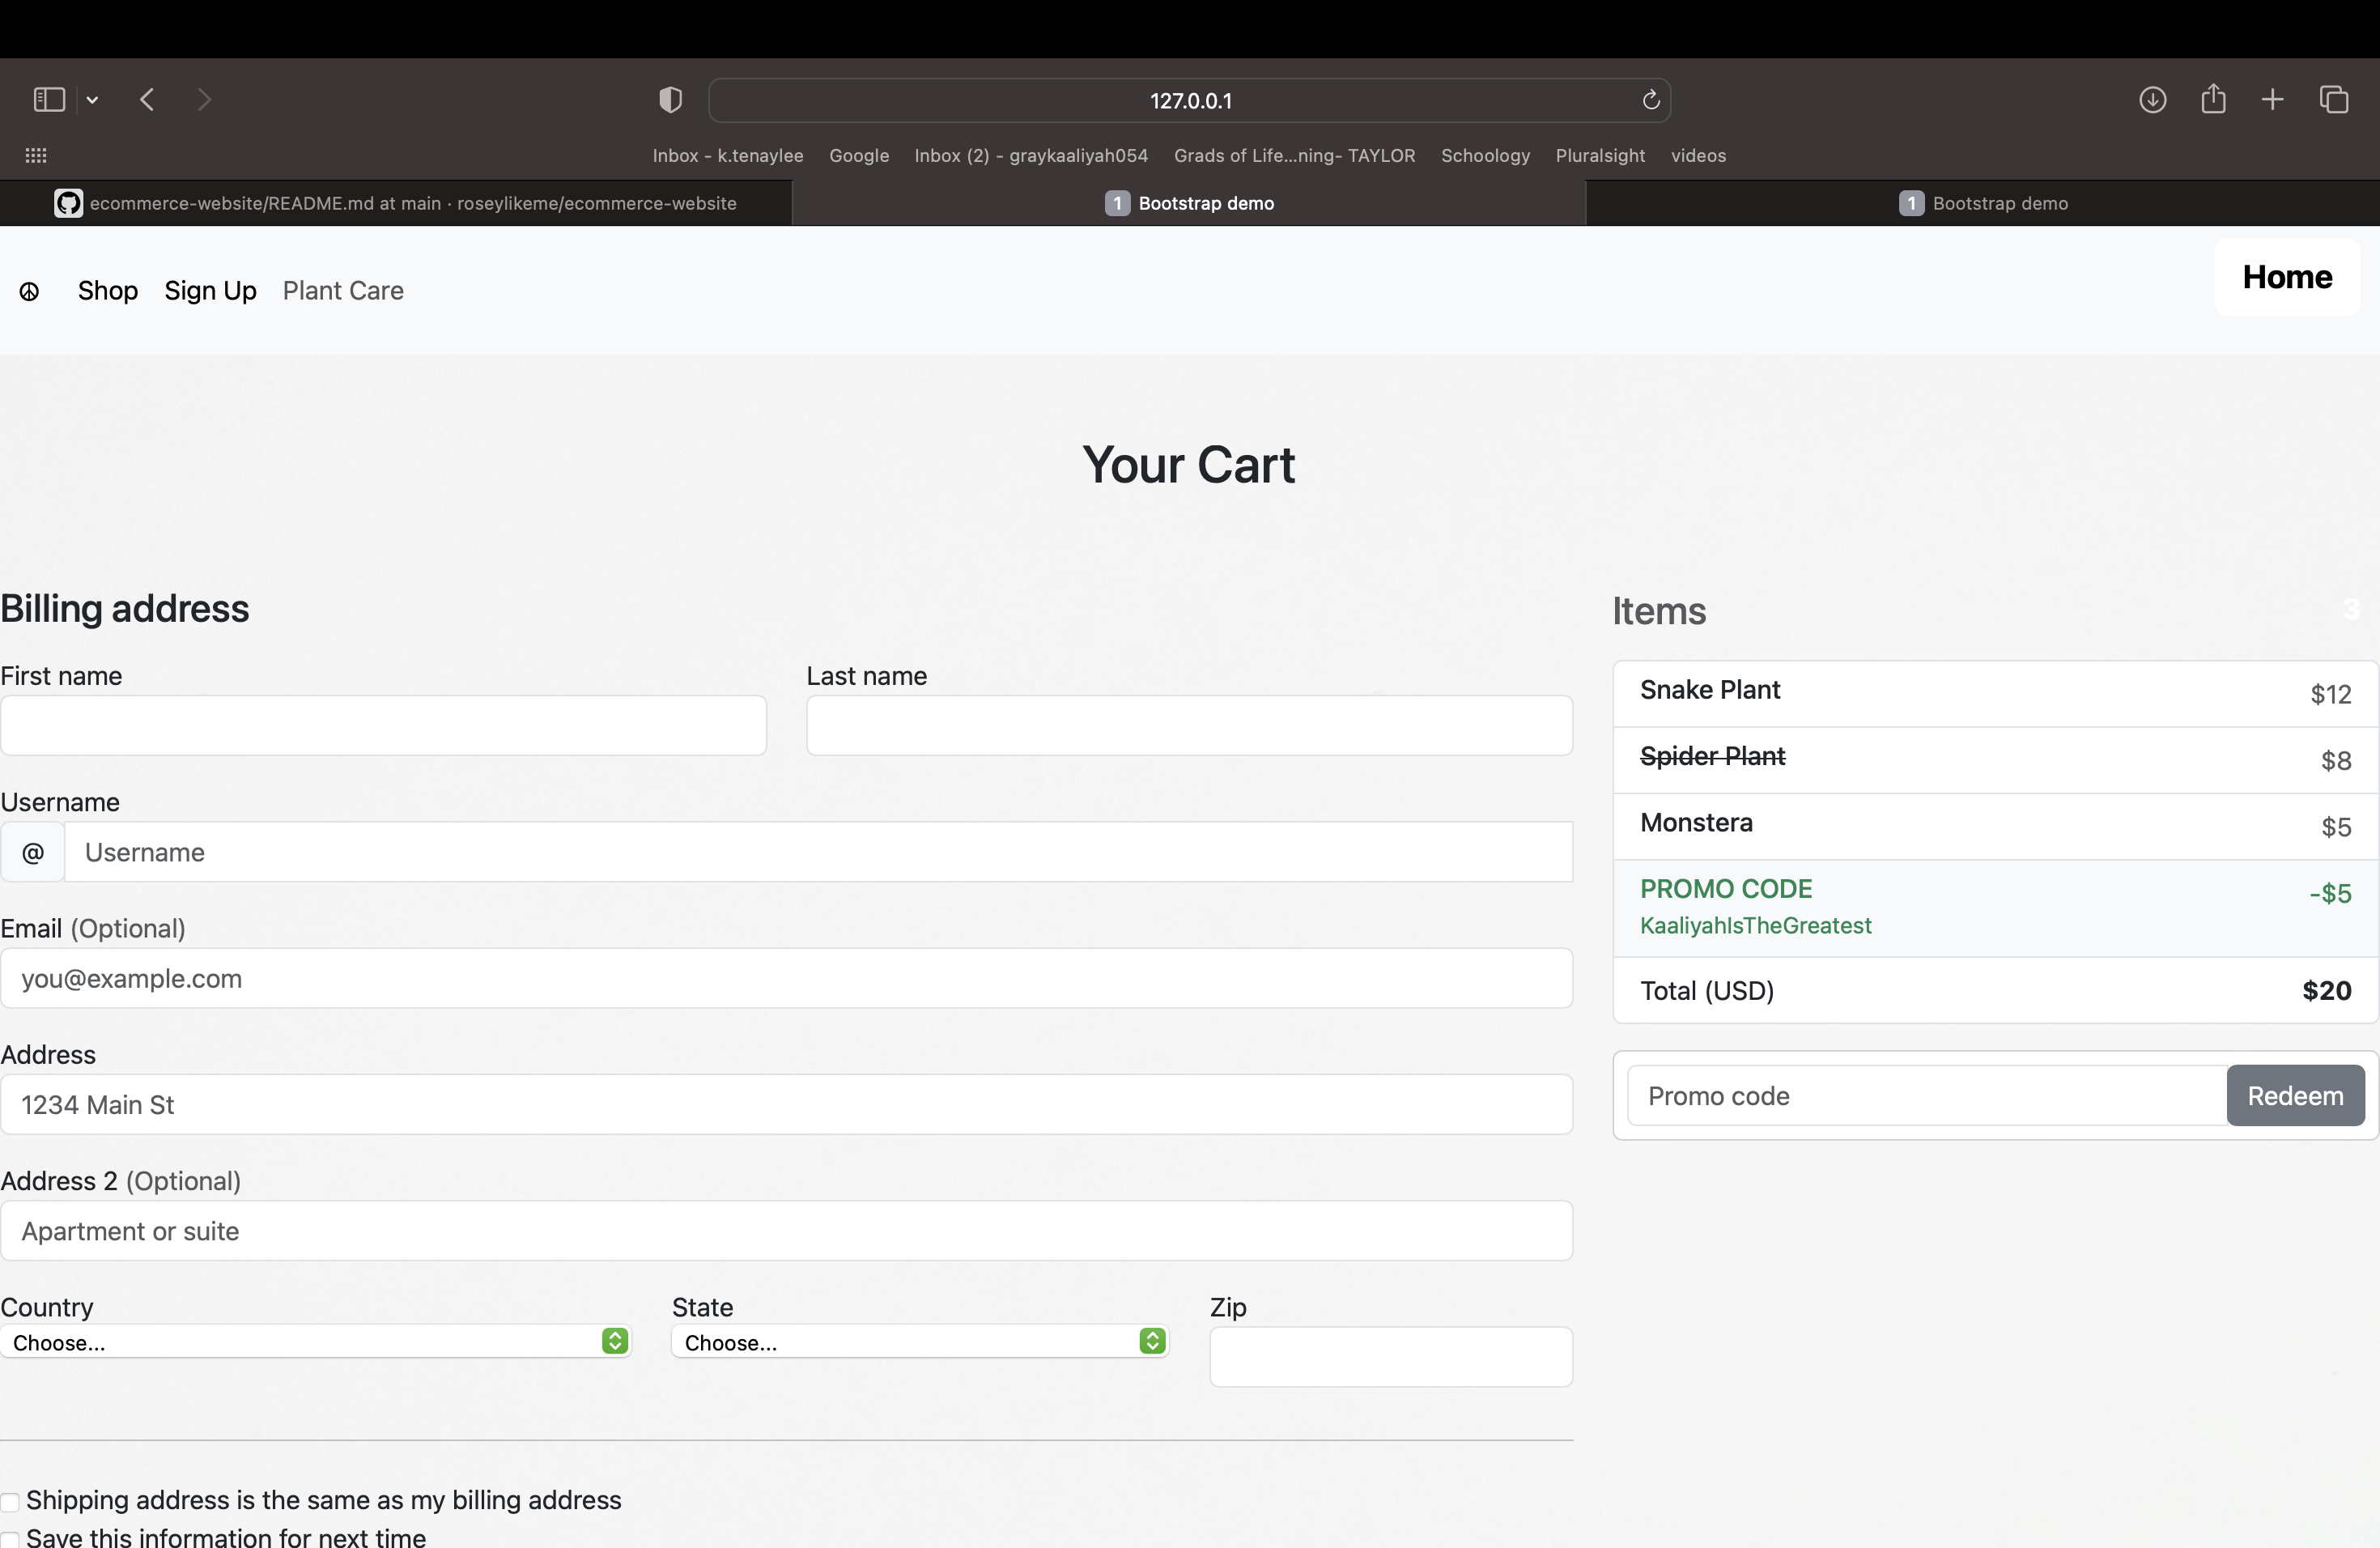 127.0.0.1
Inbox - k.tenaylee Google Inbox (2) - graykaaliyah054 Grads of Life...ning- TAYLOR Schoology Pluralsight videos
ecommerce-website/README.md at main · roseylikeme/ecommerce-website 1 Bootstrap demo 1 Bootstrap demo
Shop Sign Up Plant Care Home
Your Cart
Billing address
First name Last name
Username
@ Username
Email (Optional)
you@example.com
Address
1234 Main St
Address 2 (Optional)
Apartment or suite
Country State Zip
Choose... Choose...
Shipping address is the same as my billing address
Save this information for next time
Items 3
Snake Plant $12
Spider Plant $8
Monstera $5
PROMO CODE -$5
KaaliyahIsTheGreatest
Total (USD) $20
Promo code Redeem